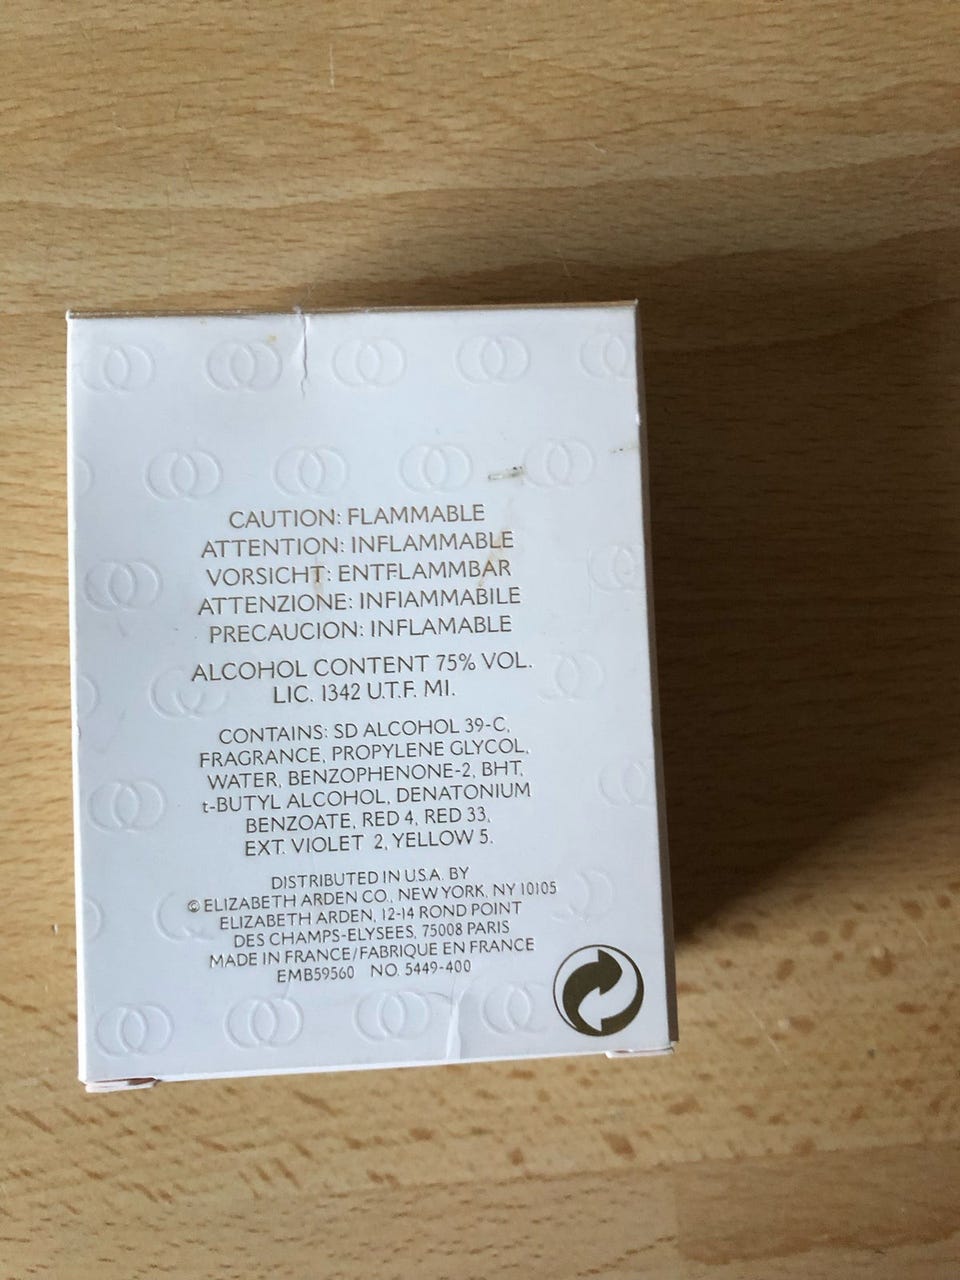 CAUTION: FLAMMABLE
ATTENTION: INFLAMMABLE
VORSICHT: ENTFLAMMBAR
ATTENZIONE: INFIAMMABILE
PRECAUCION: INFLAMABLE
ALCOHOL CONTENT 75% VOL.
LIC. 1342 U.T.F. MI.
CONTAINS: SD ALCOHOL 39-C,
FRAGRANCE, PROPYLENE GLYCOL,
WATER, BENZOPHENONE-2, BHT,
t-BUTYL ALCOHOL, DENATONIUM
BENZOATE, RED 4, RED 33,
EXT. VIOLET 2, YELLOW 5.
DISTRIBUTED IN U.S.A. BY
© ELIZABETH ARDEN CO., NEW YORK, NY 10105
ELIZABETH ARDEN, 12-14 ROND POINT
DES CHAMPS-ELYSEES, 75008 PARIS
MADE IN FRANCE/FABRIQUE EN FRANCE
EMB59560 NO. 5449-400